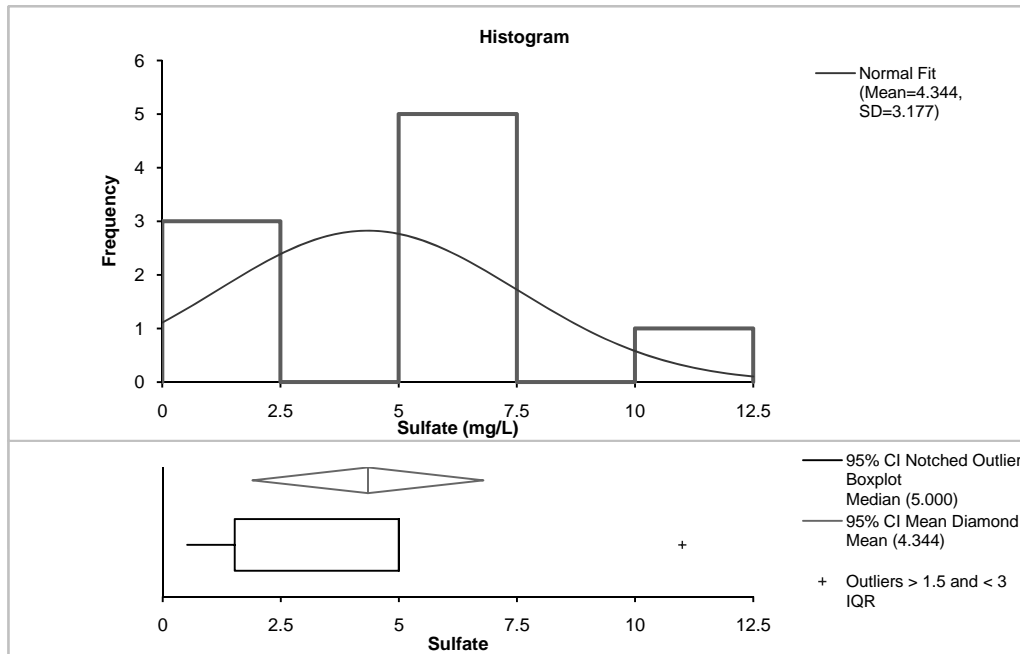 Histogram
6
5
4
3
2
1
0
Frequency
0 2.5 5 7.5 10 12.5
Sulfate (mg/L)
Normal Fit
(Mean=4.344,
SD=3.177)
95% CI Notched Outlier
Boxplot
Median (5.000)
95% CI Mean Diamond
Mean (4.344)
+ Outliers > 1.5 and < 3
IQR
0 2.5 5 7.5 10 12.5
Sulfate